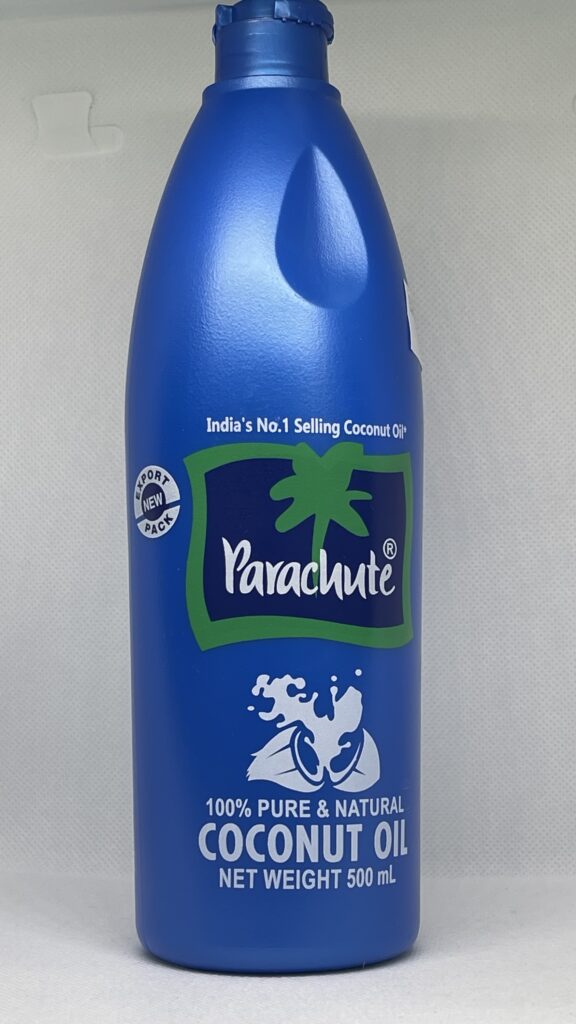 India's No.1 Selling Coconut Oil*
EXPORT
NEW
PACK
Parachute®
100% PURE & NATURAL
COCONUT OIL
NET WEIGHT 500 mL